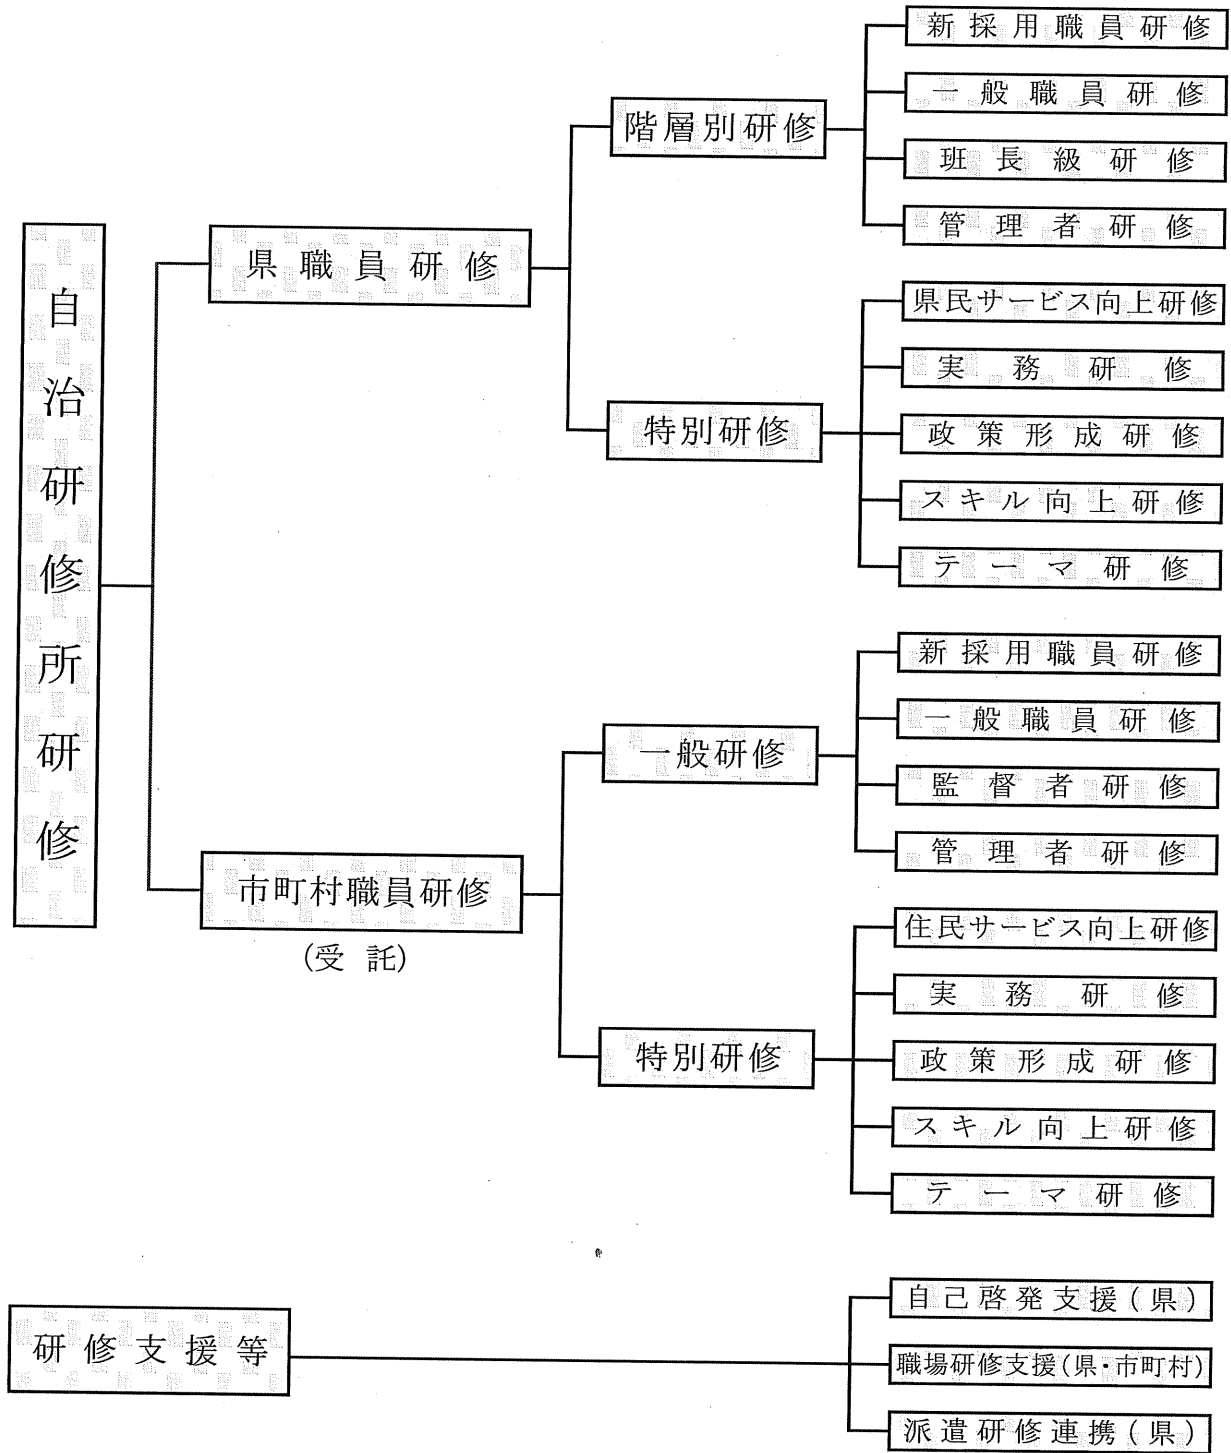 自治研修所研修
県職員研修
階層別研修
新採用職員研修
一般職員研修
班長級研修
管理者研修
特別研修
県民サービス向上研修
実務研修
政策形成研修
スキル向上研修
テーマ研修
市町村職員研修
(受託)
一般研修
新採用職員研修
一般職員研修
監督者研修
管理者研修
特別研修
住民サービス向上研修
実務研修
政策形成研修
スキル向上研修
テーマ研修
研修支援等
自己啓発支援(県)
職場研修支援(県・市町村)
派遣研修連携(県)